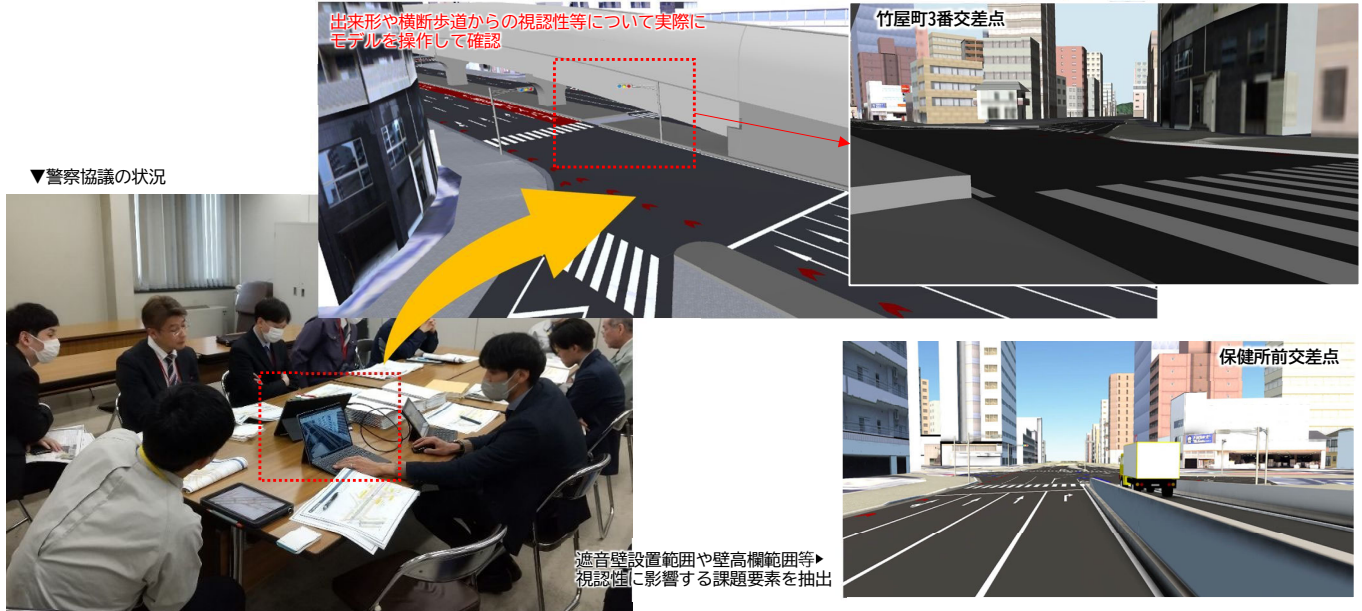 出来形や横断歩道からの視認性等について実際に
モデルを操作して確認
竹屋町3番交差点
▼警察協議の状況
保健所前交差点
遮音壁設置範囲や壁高欄範囲等▶
視認性に影響する課題要素を抽出